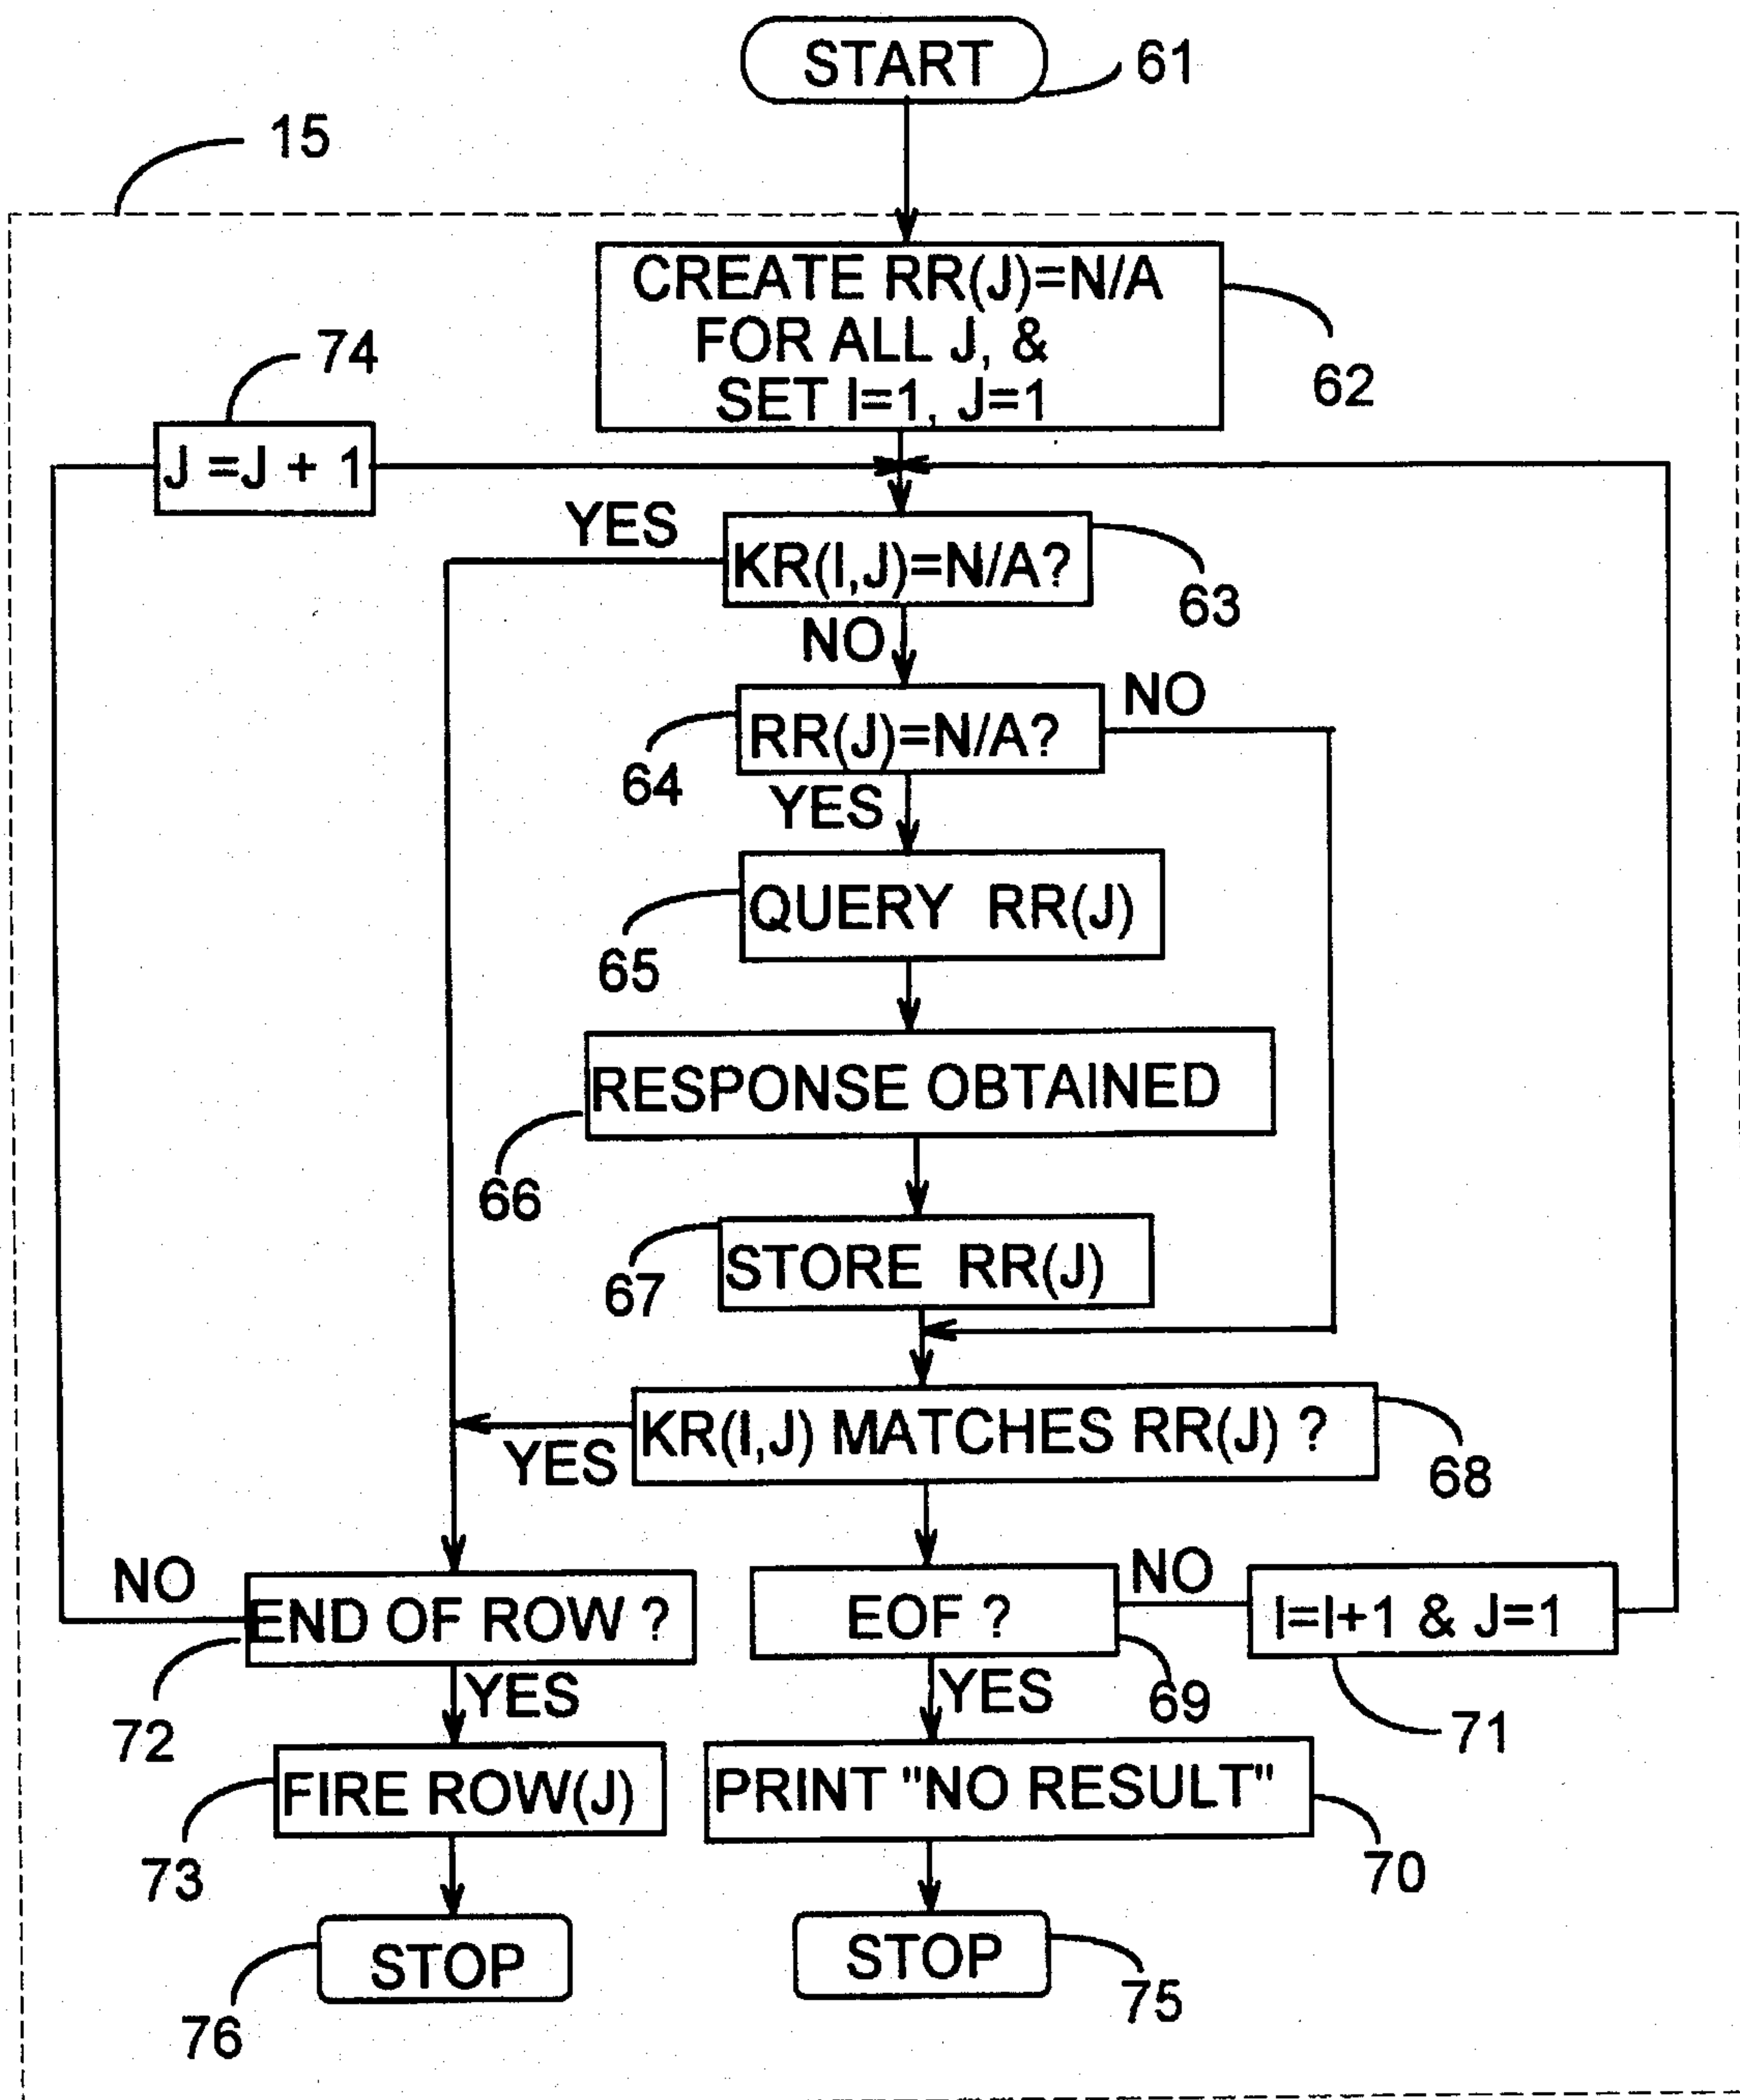 START
61
15
CREATE RR(J)=N/A
FOR ALL J, &
SET I=1, J=1
62
74
J =J + 1
YES
KR(I,J)=N/A?
63
NO
RR(J)=N/A?
NO
64
YES
QUERY RR(J)
65
RESPONSE OBTAINED
66
STORE RR(J)
67
KR(I,J) MATCHES RR(J) ?
YES
68
NO
END OF ROW ?
EOF ?
NO
I=I+1 & J=1
72
YES
YES
69
71
FIRE ROW(J)
PRINT "NO RESULT"
73
70
STOP
STOP
76
75